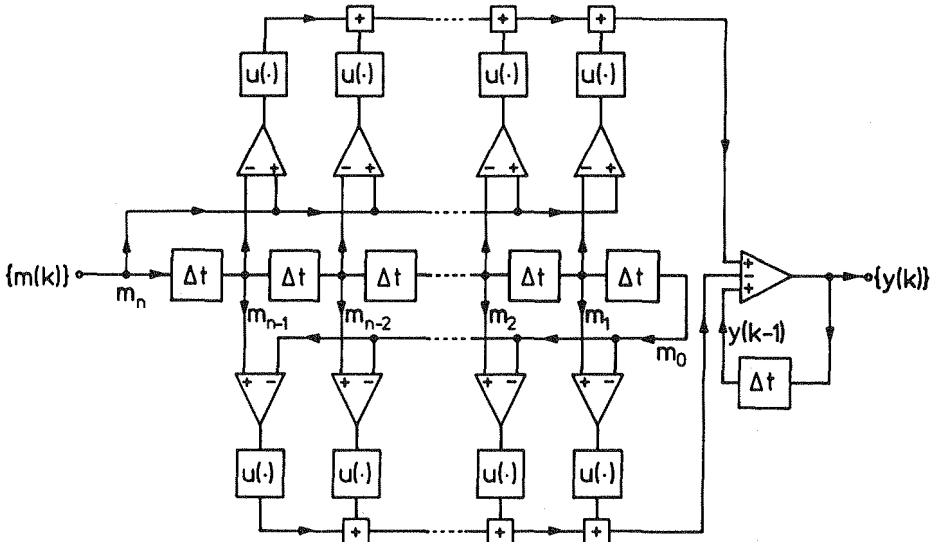 + + +
u(·) u(·) u(·) u(·)
- + - + - + - +
{m(k)} Δt Δt Δt Δt Δt {y(k)}
+
-
+
m_n m_{n-1} m_{n-2} m_2 m_1
y(k-1)
m_0
Δt
+ - + - + - + -
u(·) u(·) u(·) u(·)
+ + +